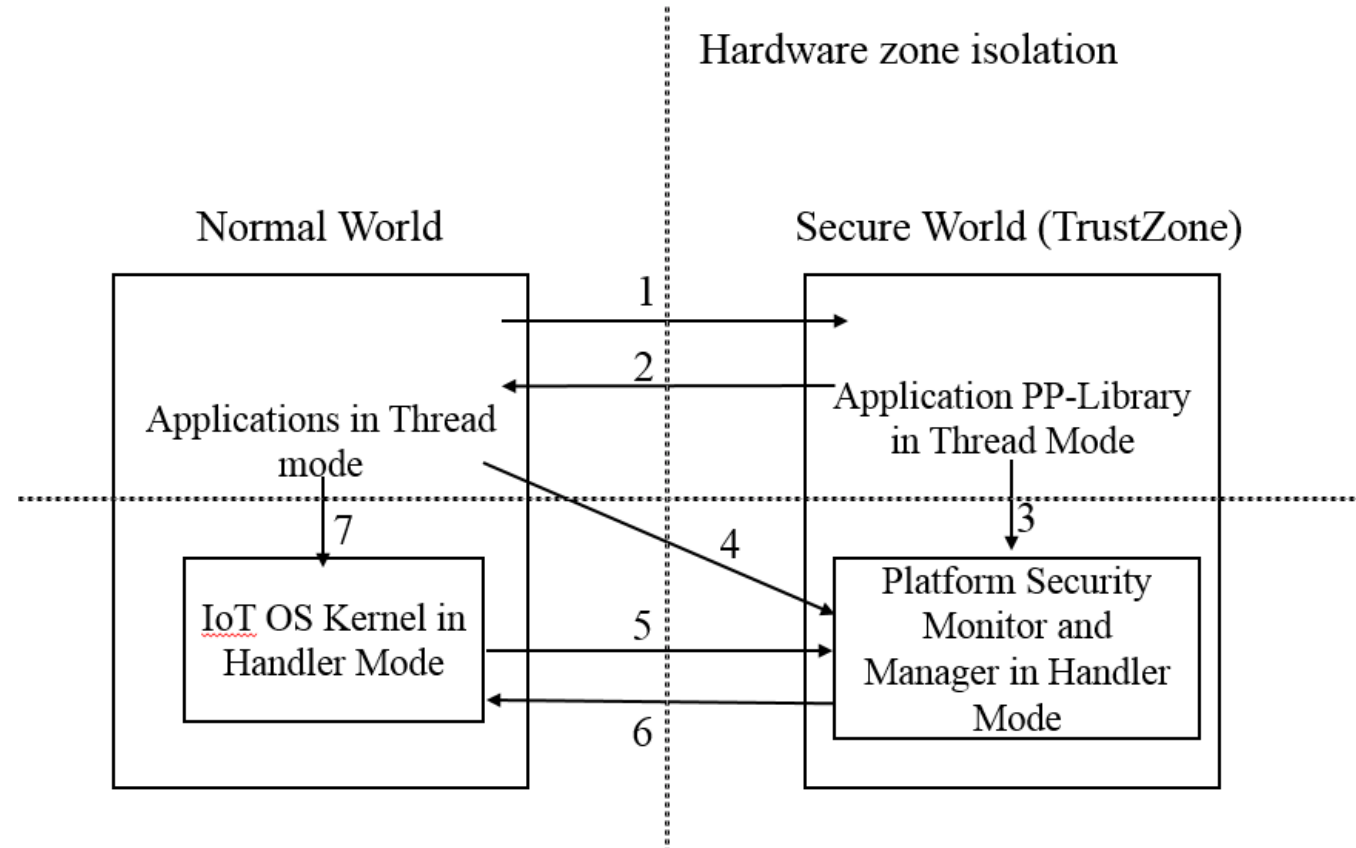 Hardware zone isolation
Normal World
Secure World (TrustZone)
1
2
Applications in Thread
mode
Application PP-Library
in Thread Mode
7
3
4
IoT OS Kernel in
Handler Mode
5
6
Platform Security
Monitor and
Manager in Handler
Mode